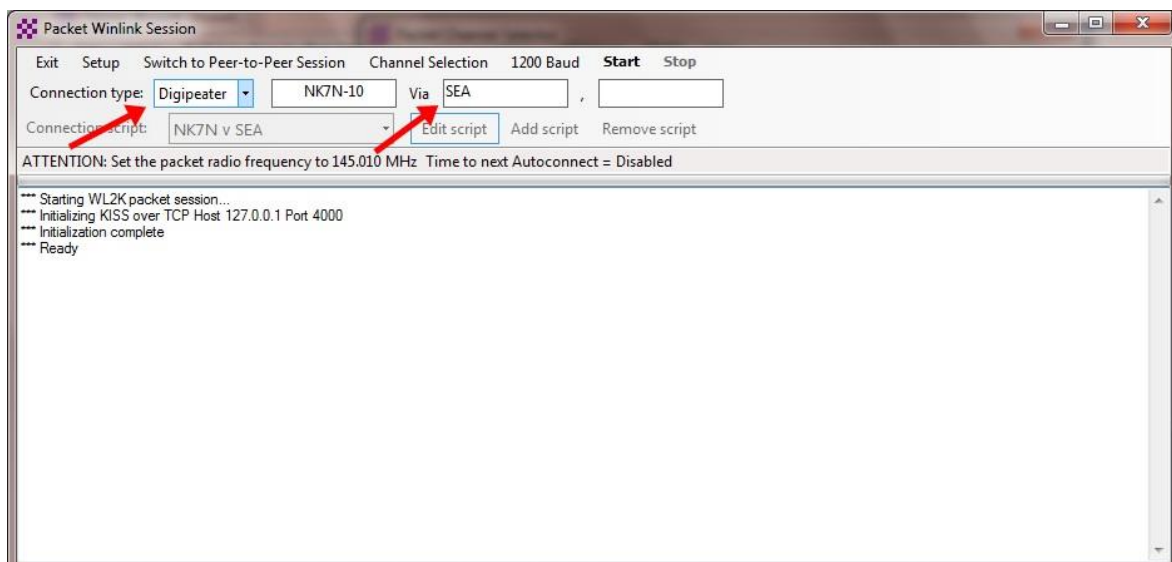 Packet Winlink Session
Exit Setup Switch to Peer-to-Peer Session Channel Selection 1200 Baud Start Stop
Connection type: Digipeater NK7N-10 Via SEA ,
Connection script: NK7N v SEA Edit script Add script Remove script
ATTENTION: Set the packet radio frequency to 145.010 MHz Time to next Autoconnect = Disabled
*** Starting WL2K packet session...
*** Initializing KISS over TCP Host 127.0.0.1 Port 4000
*** Initialization complete
*** Ready